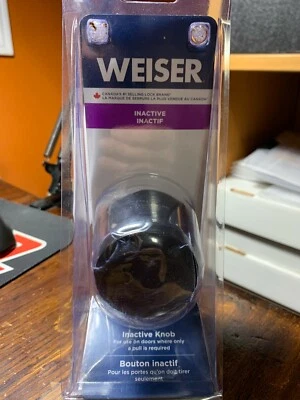 WEISER
CANADA'S #1 SELLING LOCK BRAND
LA MARQUE DE SERRURE LA PLUS VENDUE AU CANADA
INACTIVE
INACTIF
Inactive Knob
For use on doors where only
a pull is required
Bouton inactif
Pour les portes qu'on doit tirer
seulement